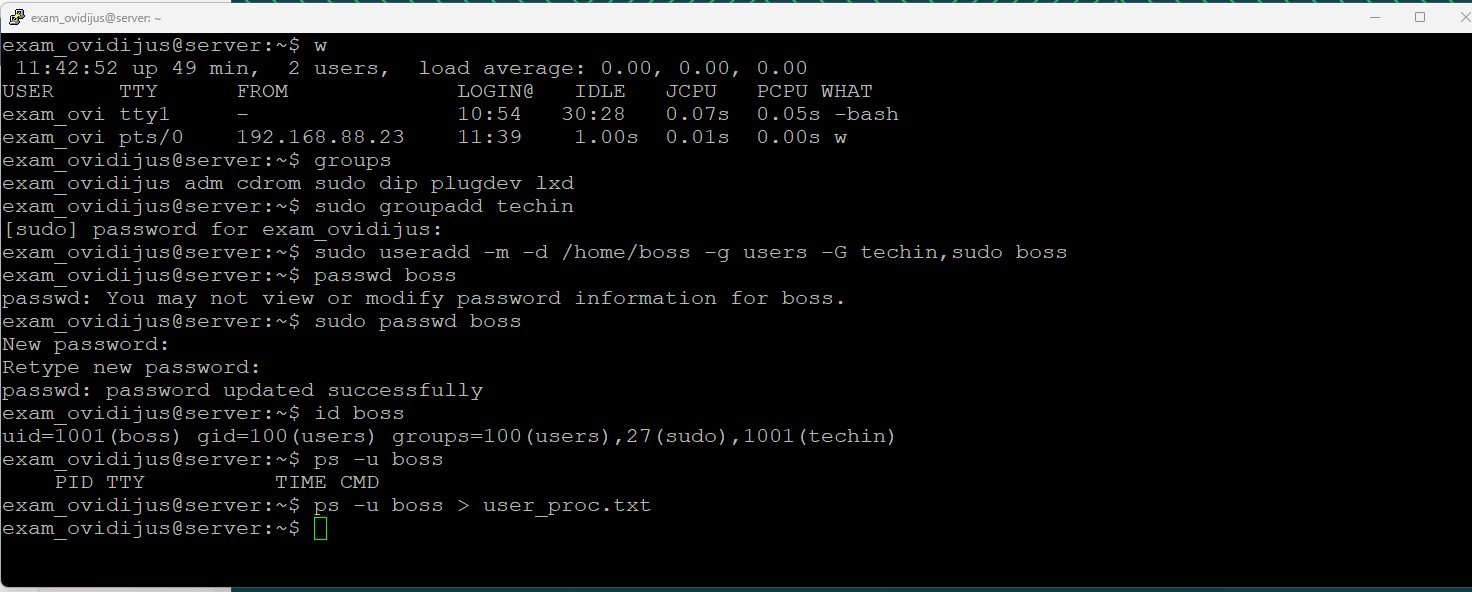 exam_ovidijus@server: ~
exam_ovidijus@server:~$ w
 11:42:52 up 49 min,  2 users,  load average: 0.00, 0.00, 0.00
USER     TTY      FROM             LOGIN@   IDLE   JCPU   PCPU WHAT
exam_ovi tty1     -                10:54   30:28   0.07s  0.05s -bash
exam_ovi pts/0    192.168.88.23    11:39    1.00s  0.01s  0.00s w
exam_ovidijus@server:~$ groups
exam_ovidijus adm cdrom sudo dip plugdev lxd
exam_ovidijus@server:~$ sudo groupadd techin
[sudo] password for exam_ovidijus:
exam_ovidijus@server:~$ sudo useradd -m -d /home/boss -g users -G techin,sudo boss
exam_ovidijus@server:~$ passwd boss
passwd: You may not view or modify password information for boss.
exam_ovidijus@server:~$ sudo passwd boss
New password:
Retype new password:
passwd: password updated successfully
exam_ovidijus@server:~$ id boss
uid=1001(boss) gid=100(users) groups=100(users),27(sudo),1001(techin)
exam_ovidijus@server:~$ ps -u boss
    PID TTY          TIME CMD
exam_ovidijus@server:~$ ps -u boss > user_proc.txt
exam_ovidijus@server:~$